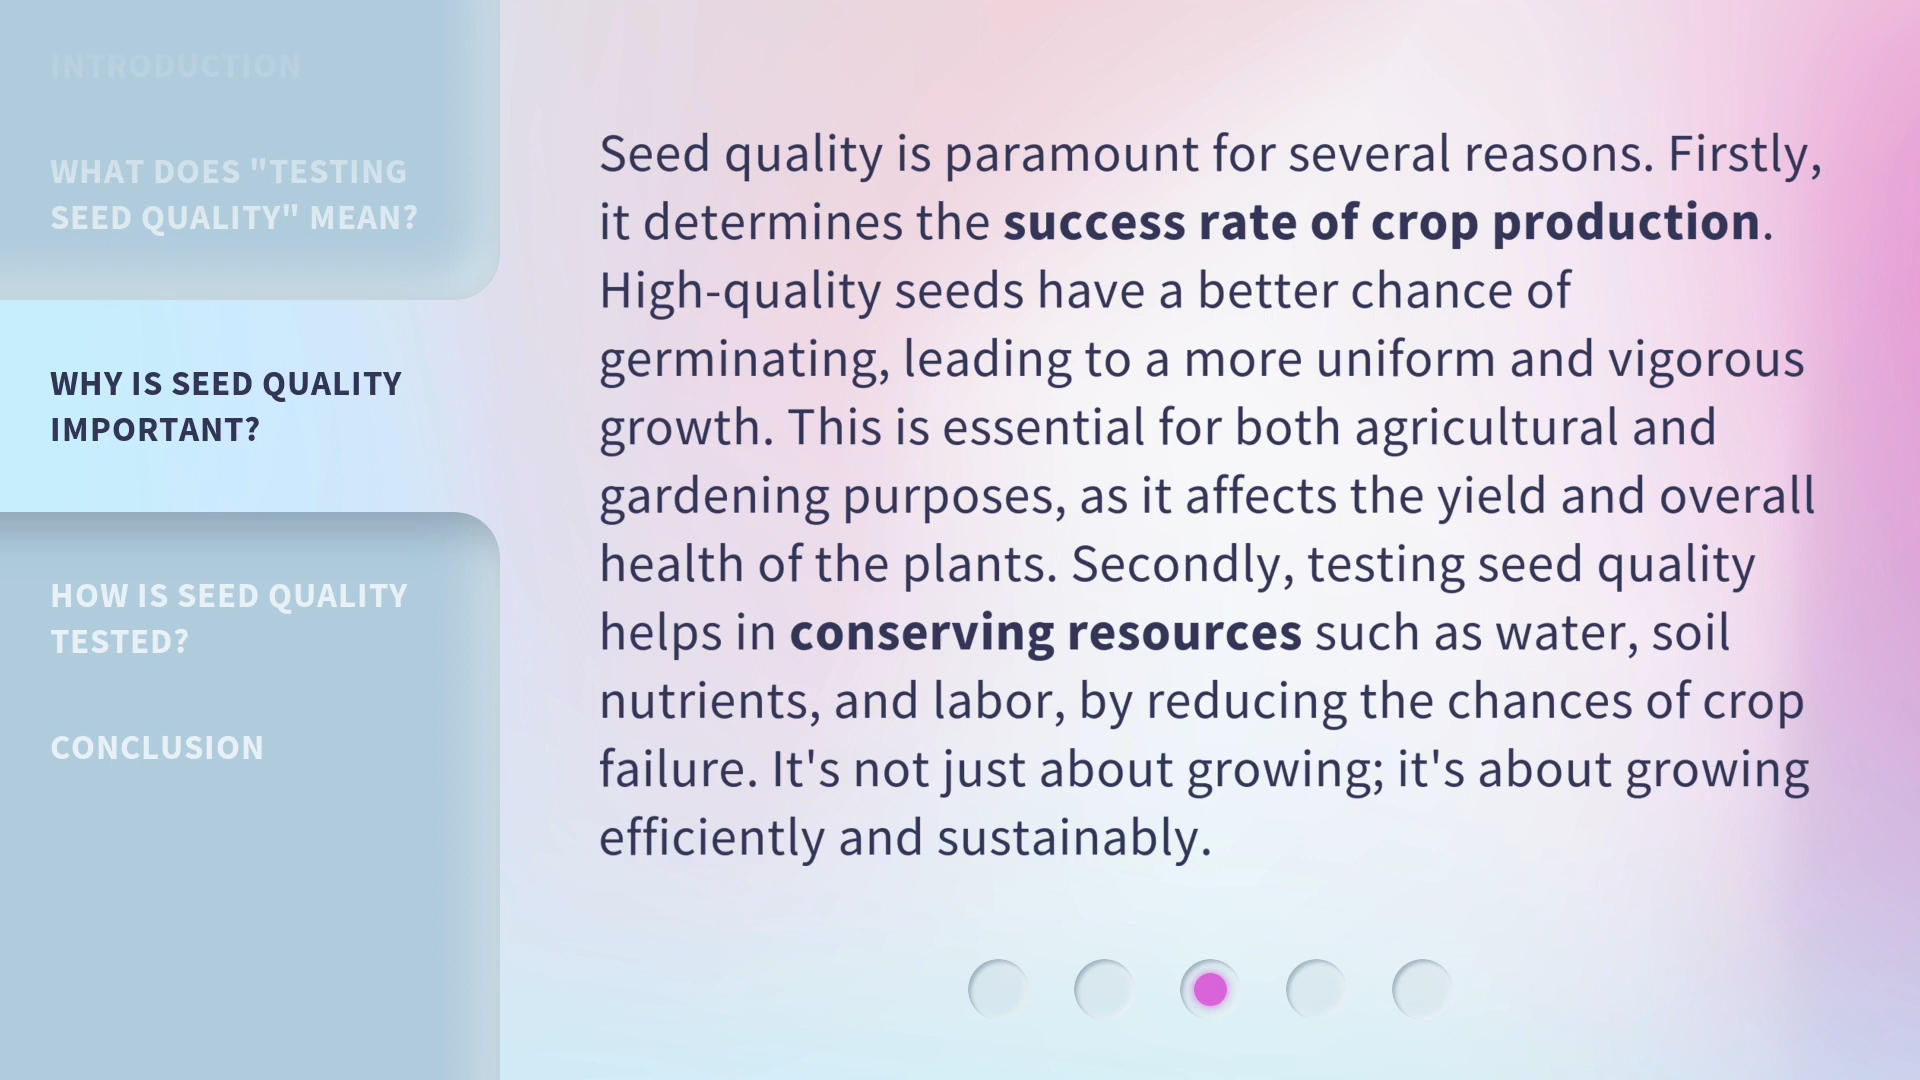 INTRODUCTION
WHAT DOES "TESTING
SEED QUALITY" MEAN?
WHY IS SEED QUALITY
IMPORTANT?
HOW IS SEED QUALITY
TESTED?
CONCLUSION
Seed quality is paramount for several reasons. Firstly,
it determines the success rate of crop production.
High-quality seeds have a better chance of
germinating, leading to a more uniform and vigorous
growth. This is essential for both agricultural and
gardening purposes, as it affects the yield and overall
health of the plants. Secondly, testing seed quality
helps in conserving resources such as water, soil
nutrients, and labor, by reducing the chances of crop
failure. It's not just about growing; it's about growing
efficiently and sustainably.